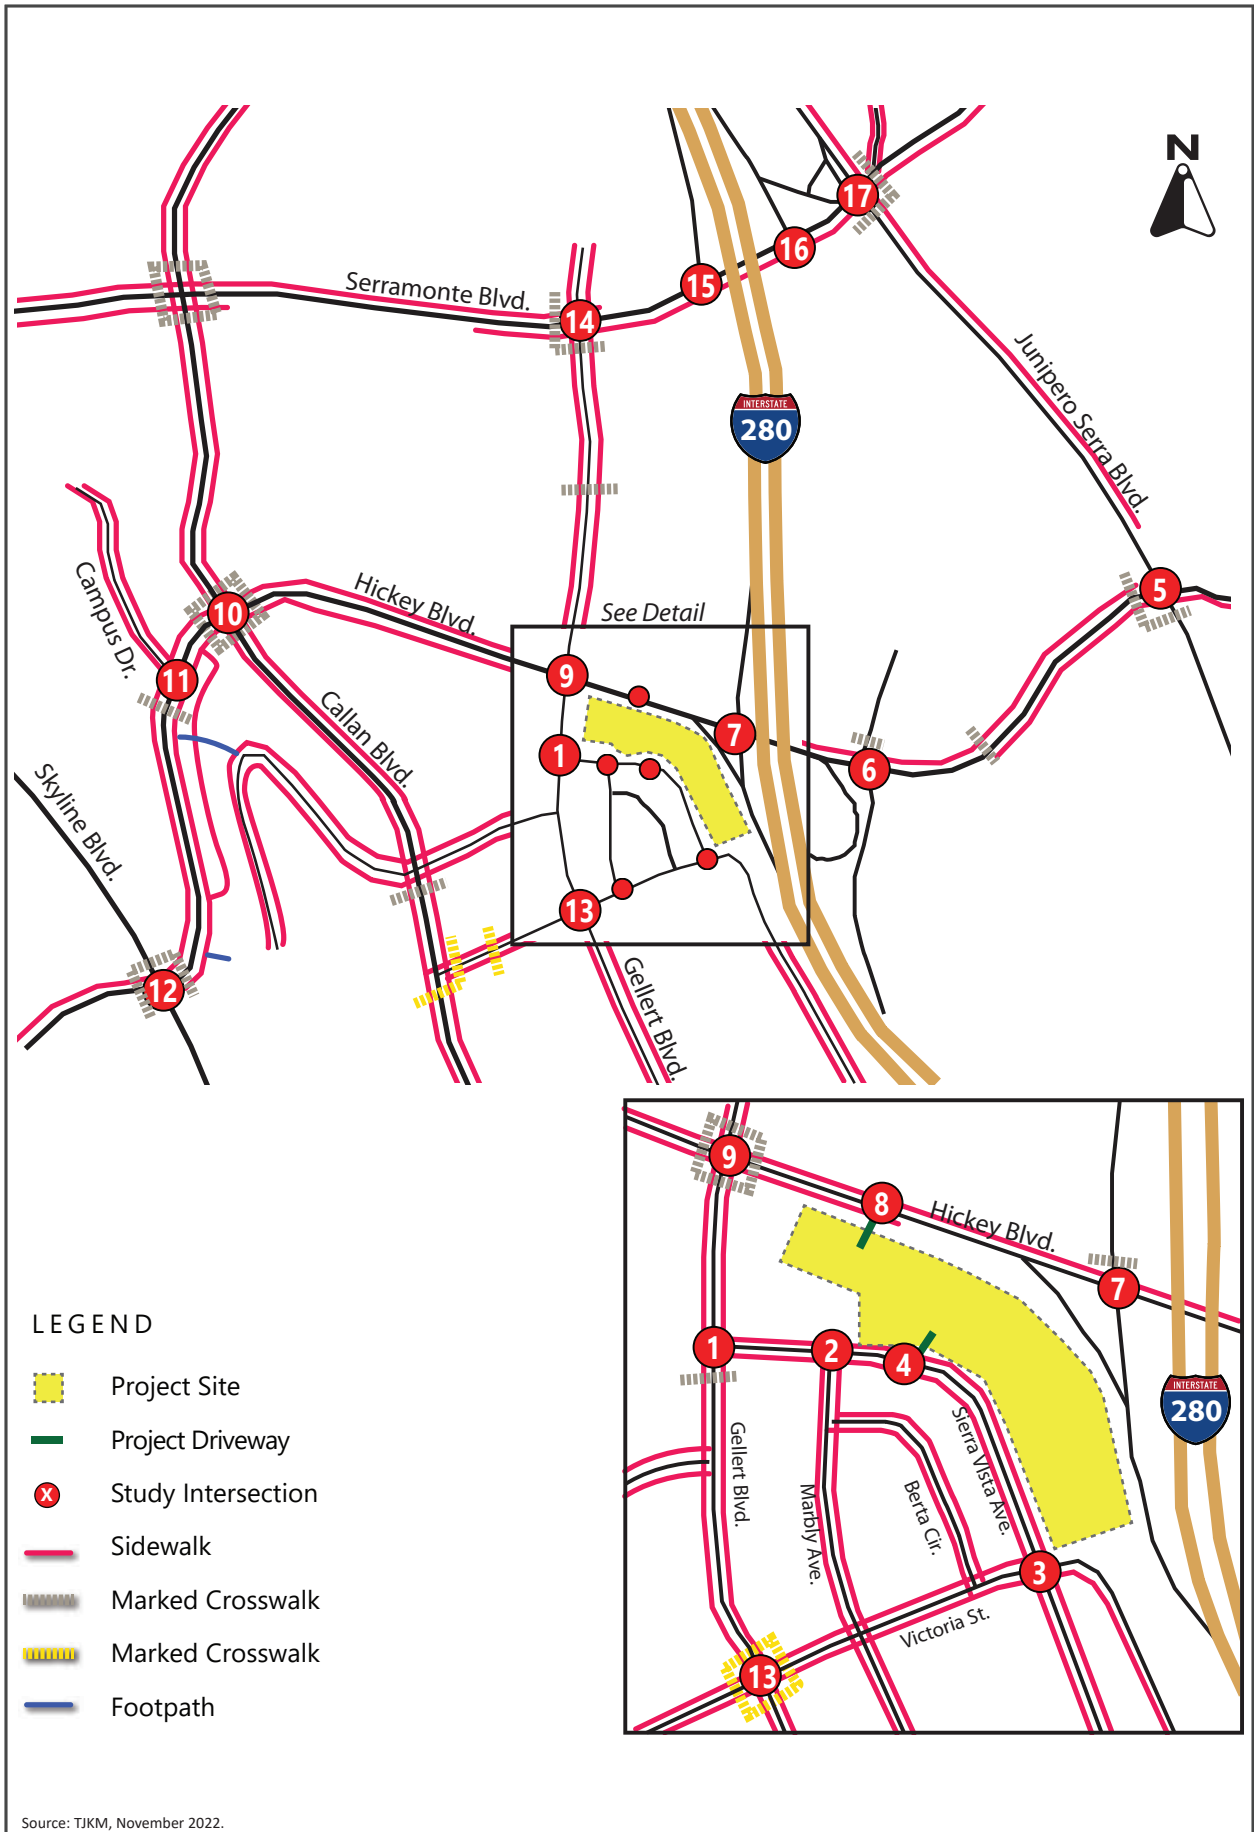 N
17
16
15
Serramonte Blvd.
14
Junipero Serra Blvd.
INTERSTATE
280
5
Campus Dr.
10
Hickey Blvd.
See Detail
11
9
Callan Blvd.
7
1
6
Skyline Blvd.
13
12
Gellert Blvd.
9
8
Hickey Blvd.
7
1
2
4
INTERSTATE
280
Gellert Blvd.
Marbly Ave.
Berta Cir.
Sierra Vista Ave.
3
Victoria St.
13
LEGEND
Project Site
Project Driveway
X Study Intersection
Sidewalk
Marked Crosswalk
Marked Crosswalk
Footpath
Source: TJKM, November 2022.